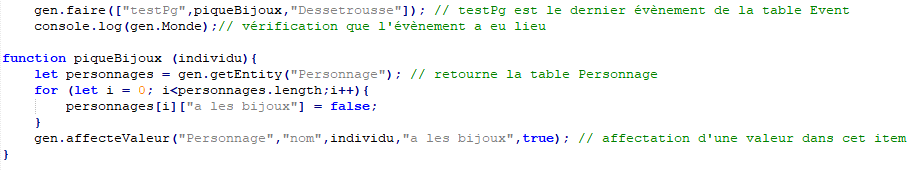 gen.faire(["testPg",piqueBijoux,"Dessetrousse"]); // testPg est le dernier évènement de la table Event
console.log(gen.Monde);// vérification que l'évènement a eu lieu
function piqueBijoux (individu){
let personnages = gen.getEntity("Personnage"); // retourne la table Personnage
for (let i = 0; i<personnages.length;i++){
personnages[i]["a les bijoux"] = false;
}
gen.affecteValeur("Personnage","nom",individu,"a les bijoux",true); // affectation d'une valeur dans cet item
}